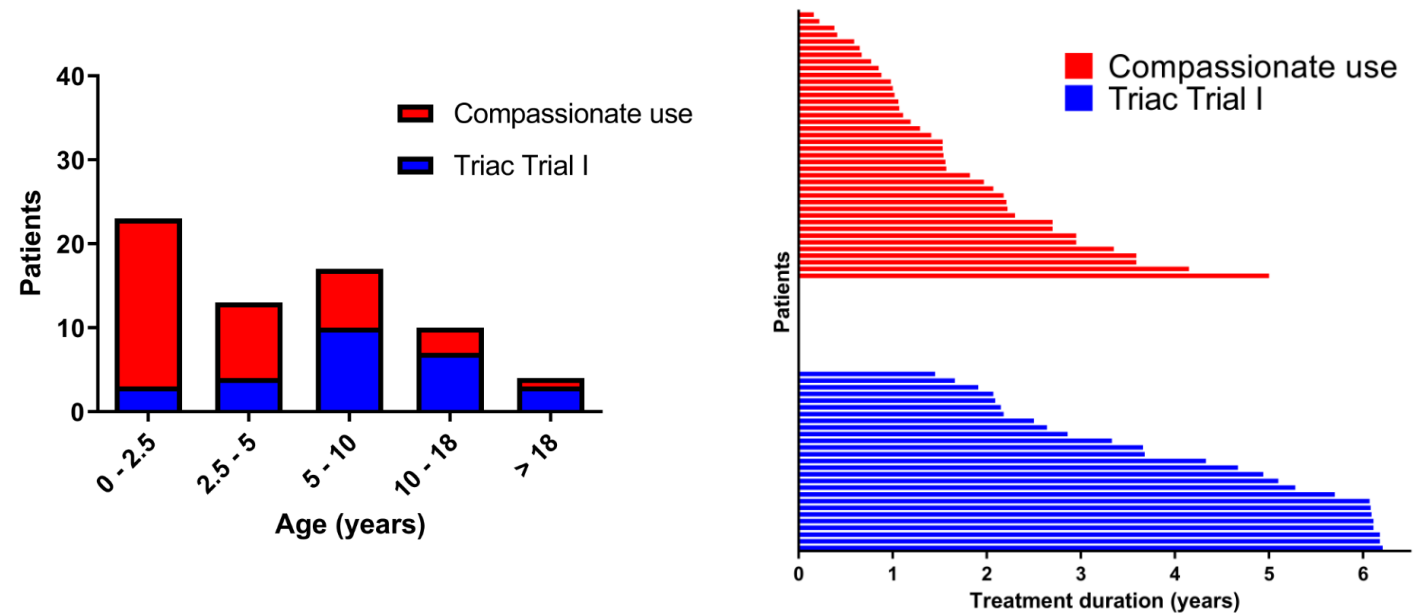 40
30
20
10
0
Patients
Compassionate use
Triac Trial I
0 - 2.5
2.5 - 5
5 - 10
10 - 18
> 18
Age (years)
Compassionate use
Triac Trial I
Patients
0 1 2 3 4 5 6
Treatment duration (years)